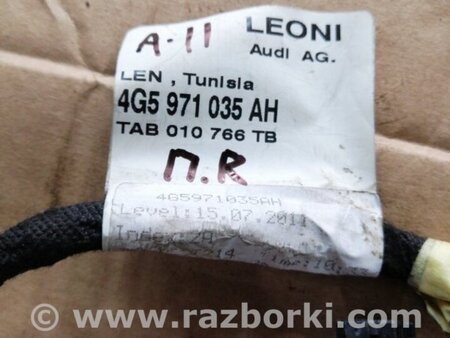 A-11
LEONI
Audi AG.
LEN , Tunisia
4G5 971 035 AH
TAB 010 766 TB
П.R
4G5971035AH
Level:15.07.2011
www.razborki.com